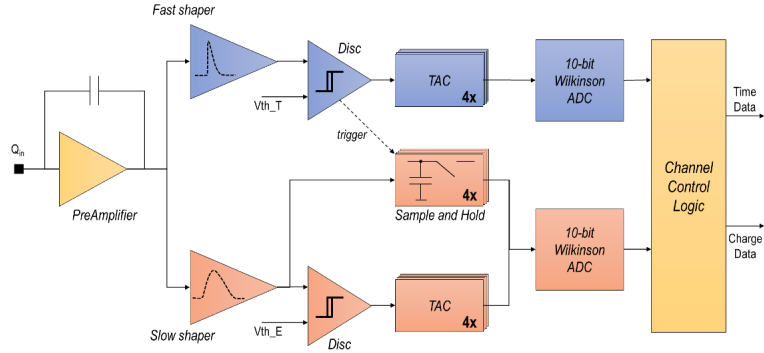 Fast shaper
Disc
TAC
4x
10-bit
Wilkinson
ADC
Vth_T
trigger
Time
Data
Qin
PreAmplifier
4x
Sample and Hold
Channel
Control
Logic
10-bit
Wilkinson
ADC
Charge
Data
Slow shaper
Vth_E
Disc
TAC
4x